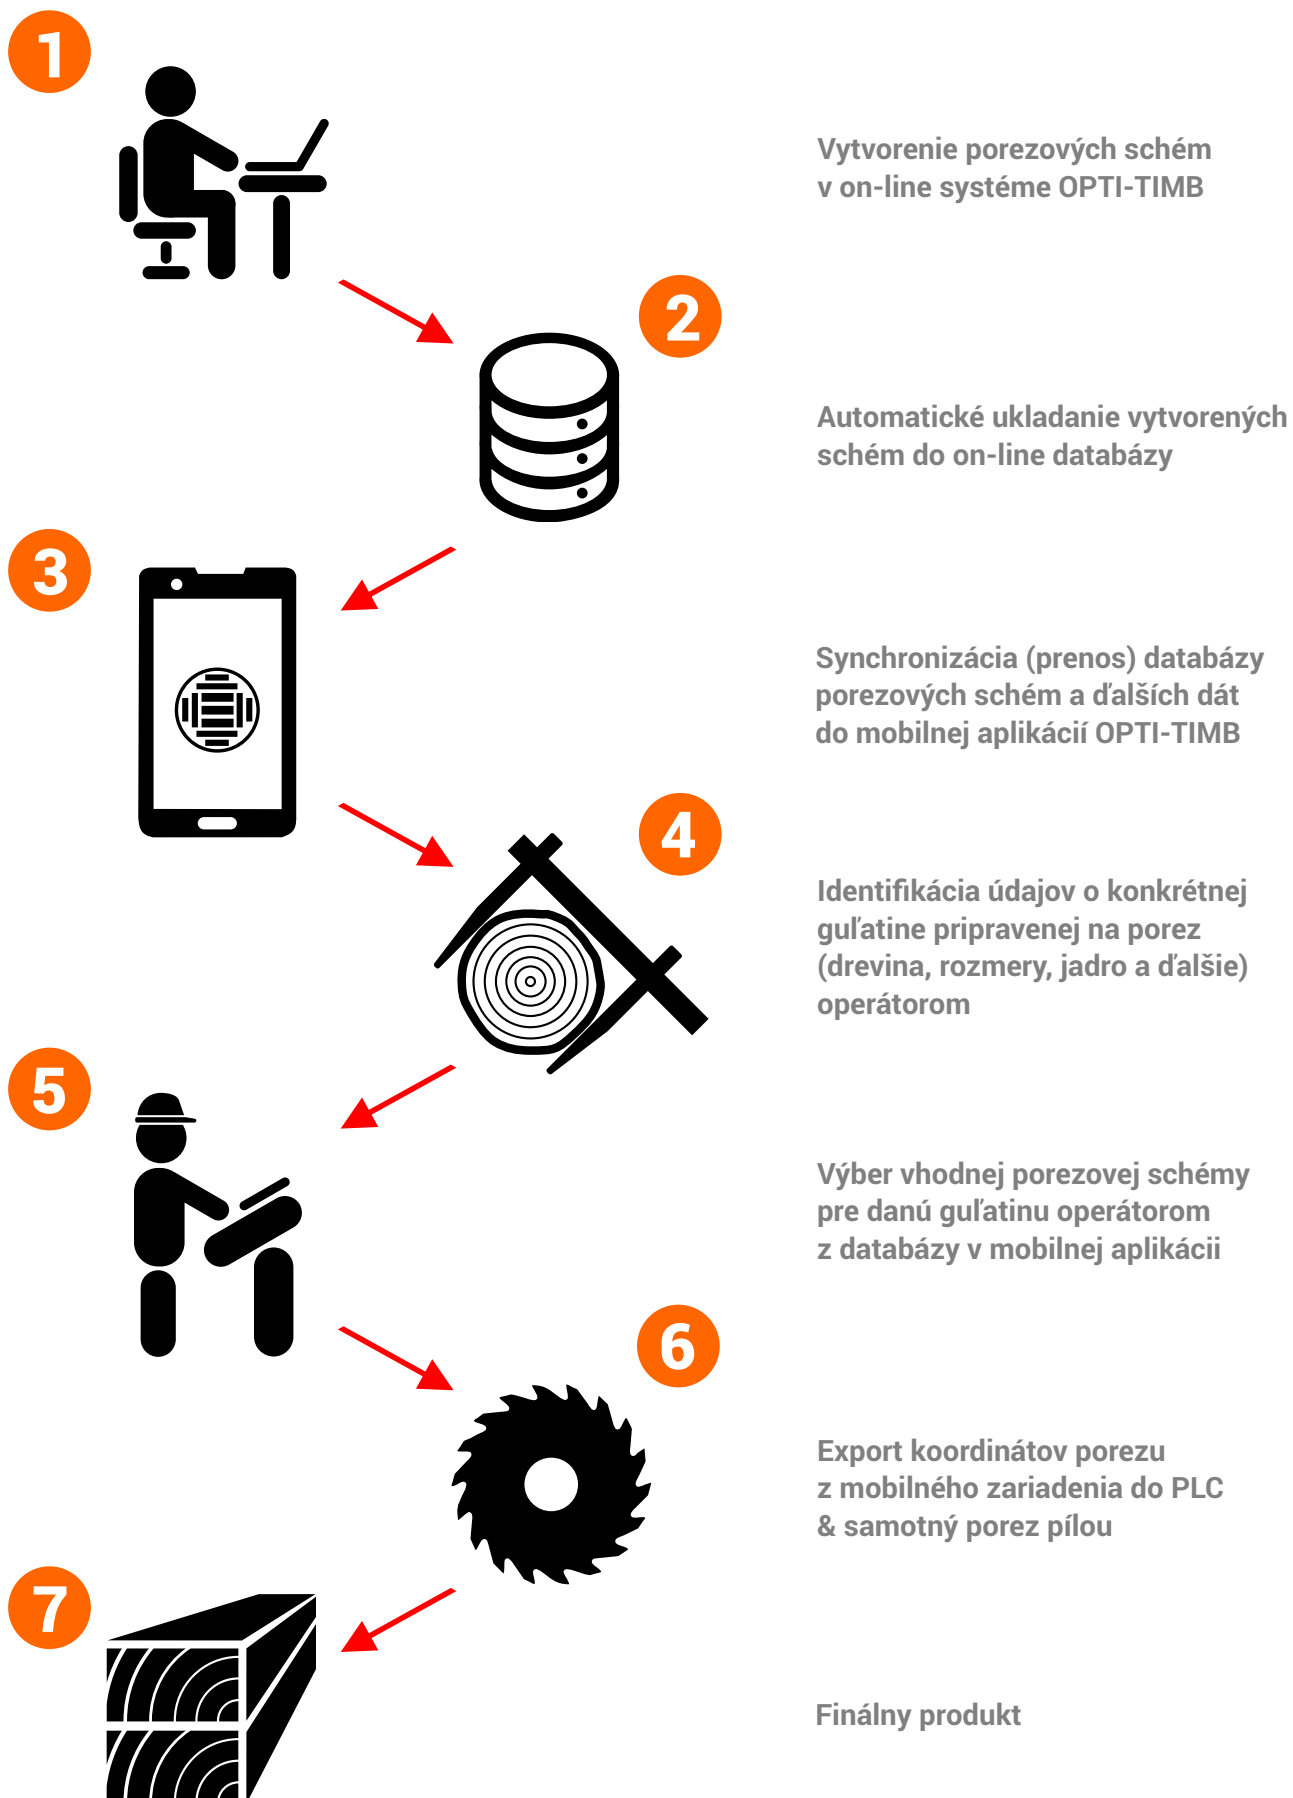 1
Vytvorenie porezových schém
v on-line systéme OPTI-TIMB
2
Automatické ukladanie vytvorených
schém do on-line databázy
3
Synchronizácia (prenos) databázy
porezových schém a ďalších dát
do mobilnej aplikácií OPTI-TIMB
4
Identifikácia údajov o konkrétnej
guľatine pripravenej na porez
(drevina, rozmery, jadro a ďalšie)
operátorom
5
Výber vhodnej porezovej schémy
pre danú guľatinu operátorom
z databázy v mobilnej aplikácii
6
Export koordinátov porezu
z mobilného zariadenia do PLC
& samotný porez pílou
7
Finálny produkt